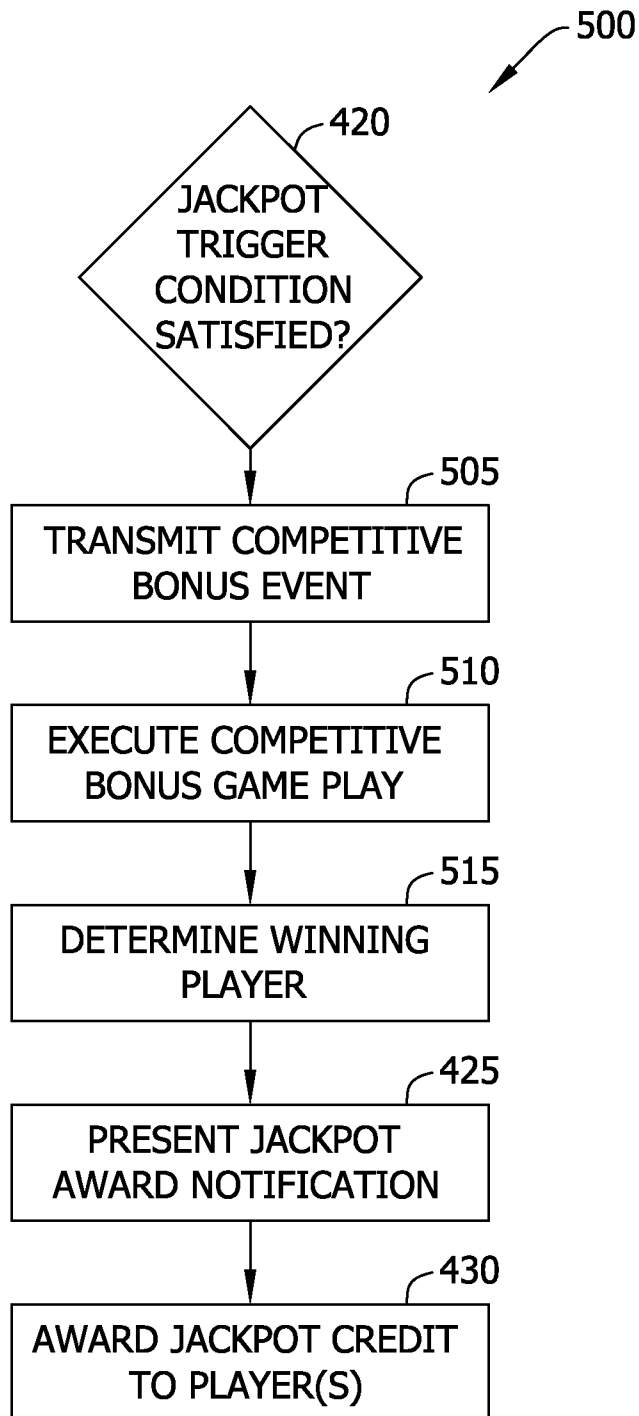 500
420
JACKPOT
TRIGGER
CONDITION
SATISFIED?
505
TRANSMIT COMPETITIVE
BONUS EVENT
510
EXECUTE COMPETITIVE
BONUS GAME PLAY
515
DETERMINE WINNING
PLAYER
425
PRESENT JACKPOT
AWARD NOTIFICATION
430
AWARD JACKPOT CREDIT
TO PLAYER(S)